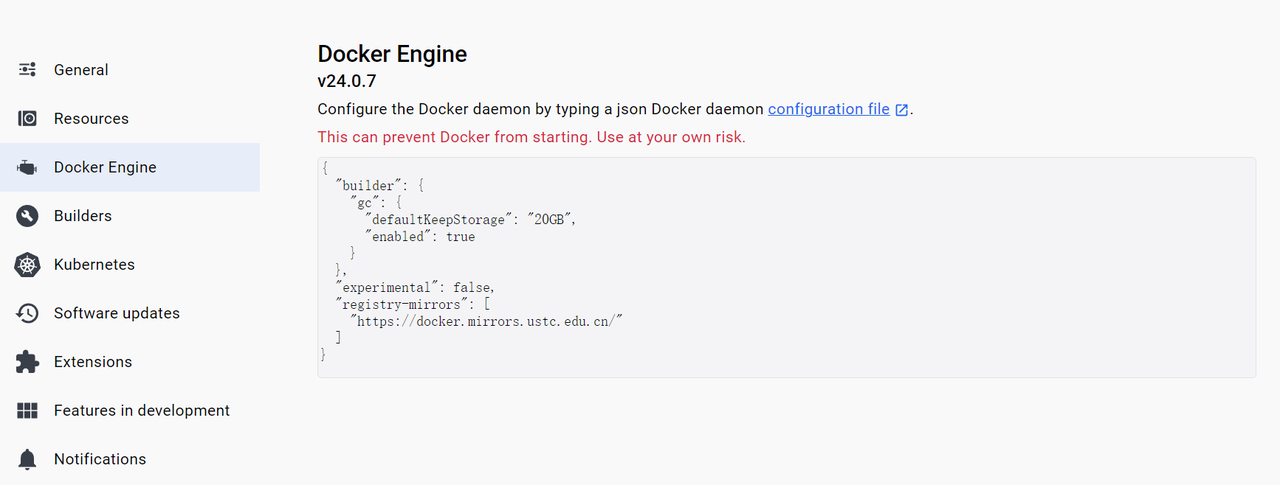 General
Resources
Docker Engine
Builders
Kubernetes
Software updates
Extensions
Features in development
Notifications
Docker Engine
v24.0.7
Configure the Docker daemon by typing a json Docker daemon configuration file.
This can prevent Docker from starting. Use at your own risk.
{
  "builder": {
    "gc": {
      "defaultKeepStorage": "20GB",
      "enabled": true
    }
  },
  "experimental": false,
  "registry-mirrors": [
    "https://docker.mirrors.ustc.edu.cn/"
  ]
}